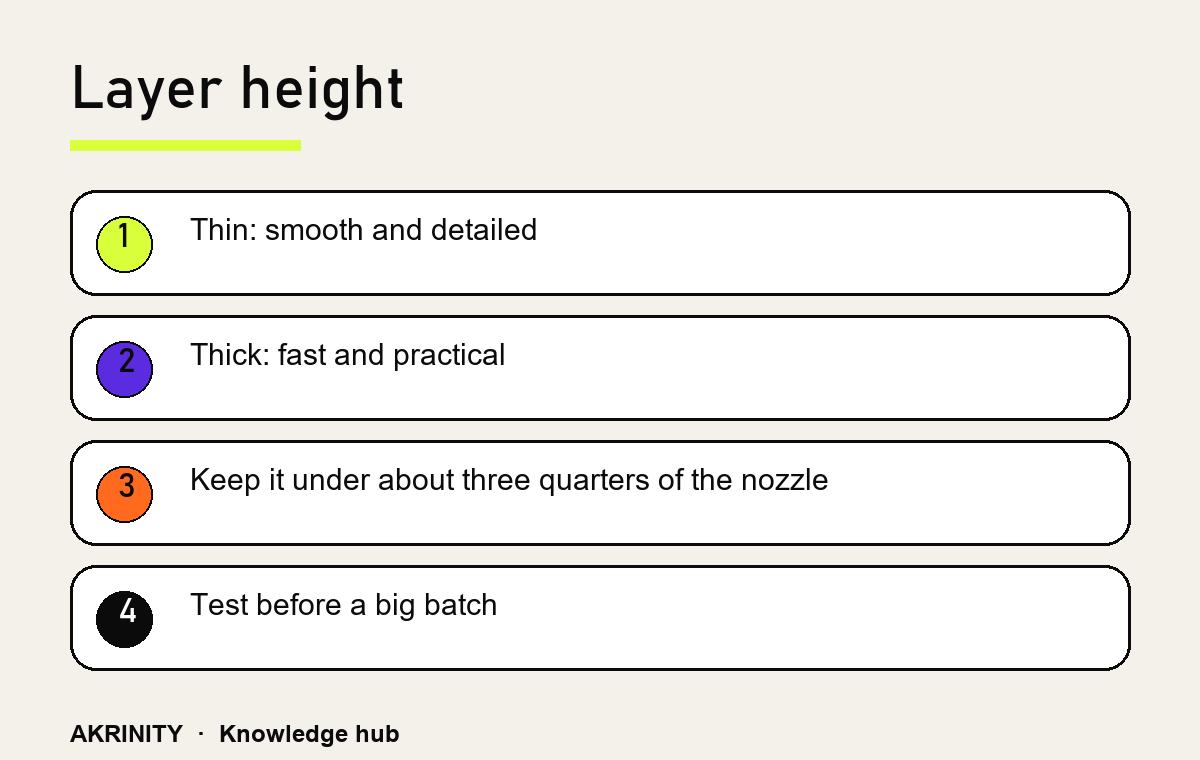 Layer height
1 Thin: smooth and detailed
2 Thick: fast and practical
3 Keep it under about three quarters of the nozzle
4 Test before a big batch
AKRINITY · Knowledge hub